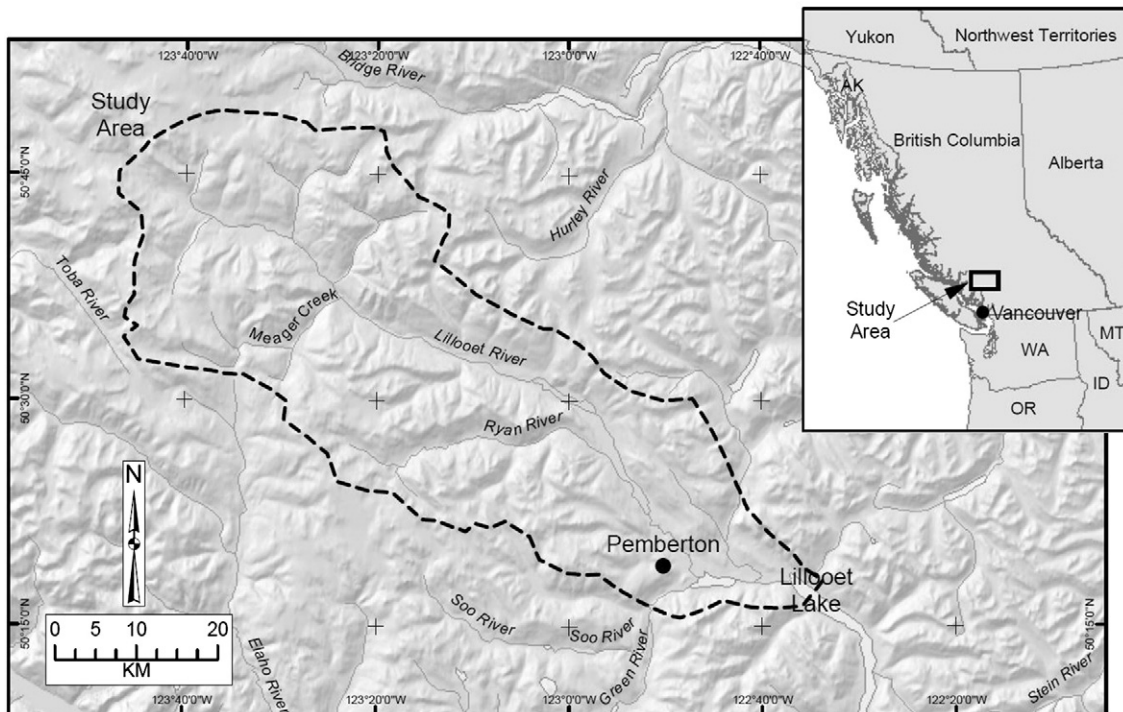 123°40'0"W
123°20'0"W
123°0'0"W
122°40'0"W
Bridge River
Study
Area
50°45'0"N
50°45'0"N
Hurley River
Toba River
Meager Creek
Lillooet River
50°30'0"N
Ryan River
N
Pemberton
Lillooet
Lake
Soo River
Soo River
Green River
Elaho River
Stein River
50°15'0"N
50°15'0"N
0 5 10 20
KM
123°40'0"W
123°20'0"W
123°0'0"W
122°40'0"W
122°20'0"W
Yukon
Northwest Territories
AK
British Columbia
Alberta
Study
Area
Vancouver
WA
MT
ID
OR